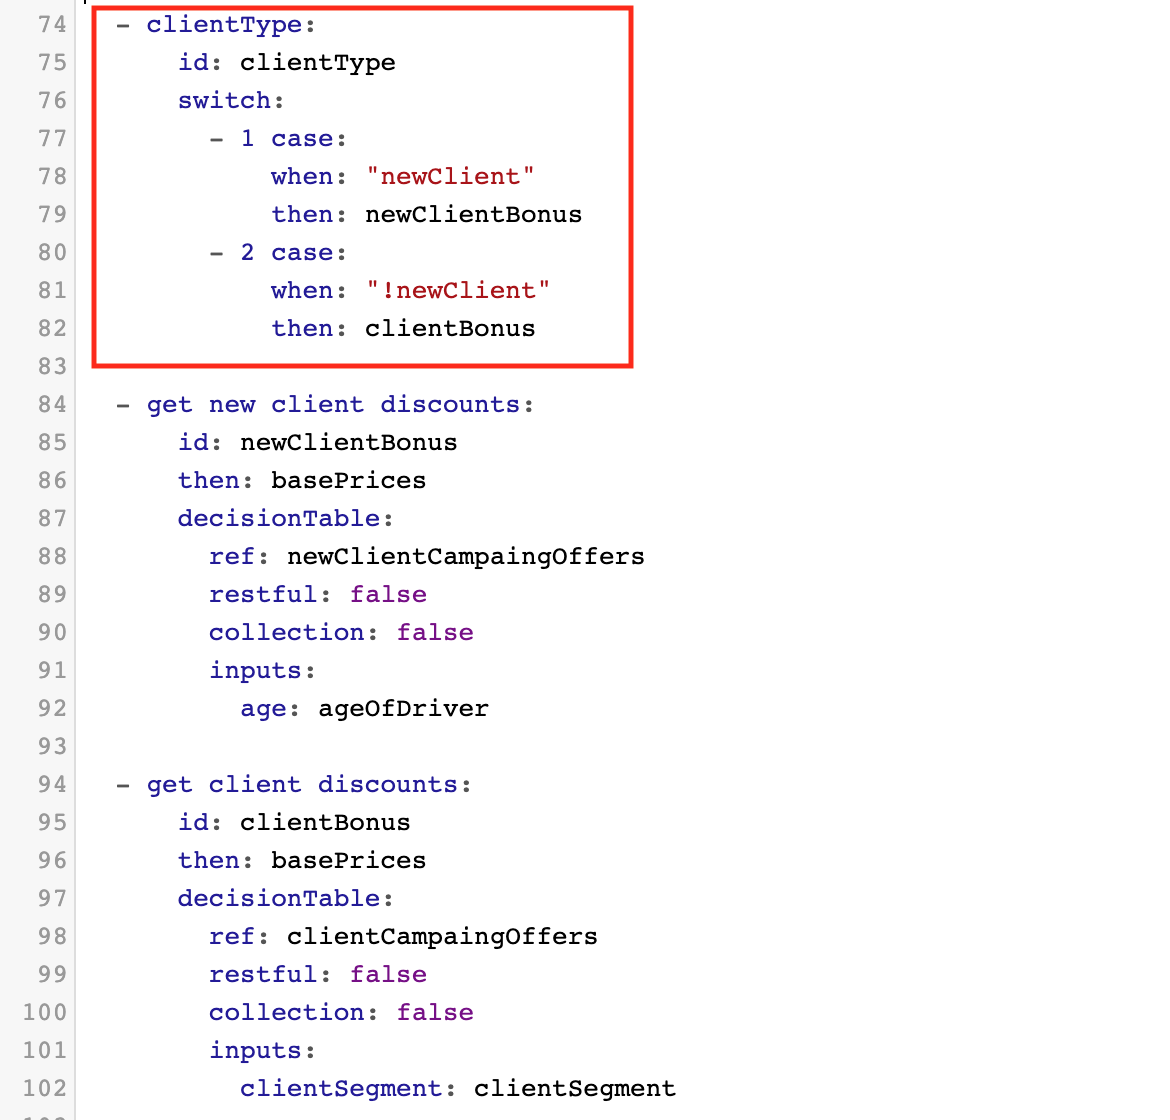 74 - clientType:
75 id: clientType
76 switch:
77 - 1 case:
78 when: "newClient"
79 then: newClientBonus
80 - 2 case:
81 when: "!newClient"
82 then: clientBonus
83
84 - get new client discounts:
85 id: newClientBonus
86 then: basePrices
87 decisionTable:
88 ref: newClientCampaingOffers
89 restful: false
90 collection: false
91 inputs:
92 age: ageOfDriver
93
94 - get client discounts:
95 id: clientBonus
96 then: basePrices
97 decisionTable:
98 ref: clientCampaingOffers
99 restful: false
100 collection: false
101 inputs:
102 clientSegment: clientSegment